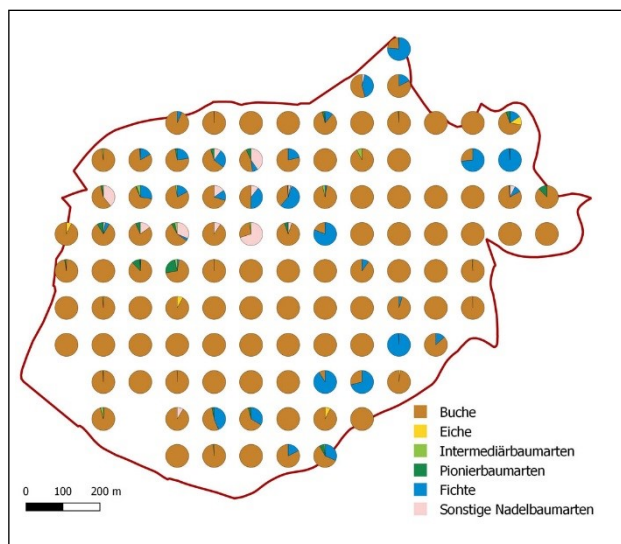 Buche
Eiche
Intermediärbaumarten
Pionierbaumarten
Fichte
Sonstige Nadelbaumarten
0 100 200 m